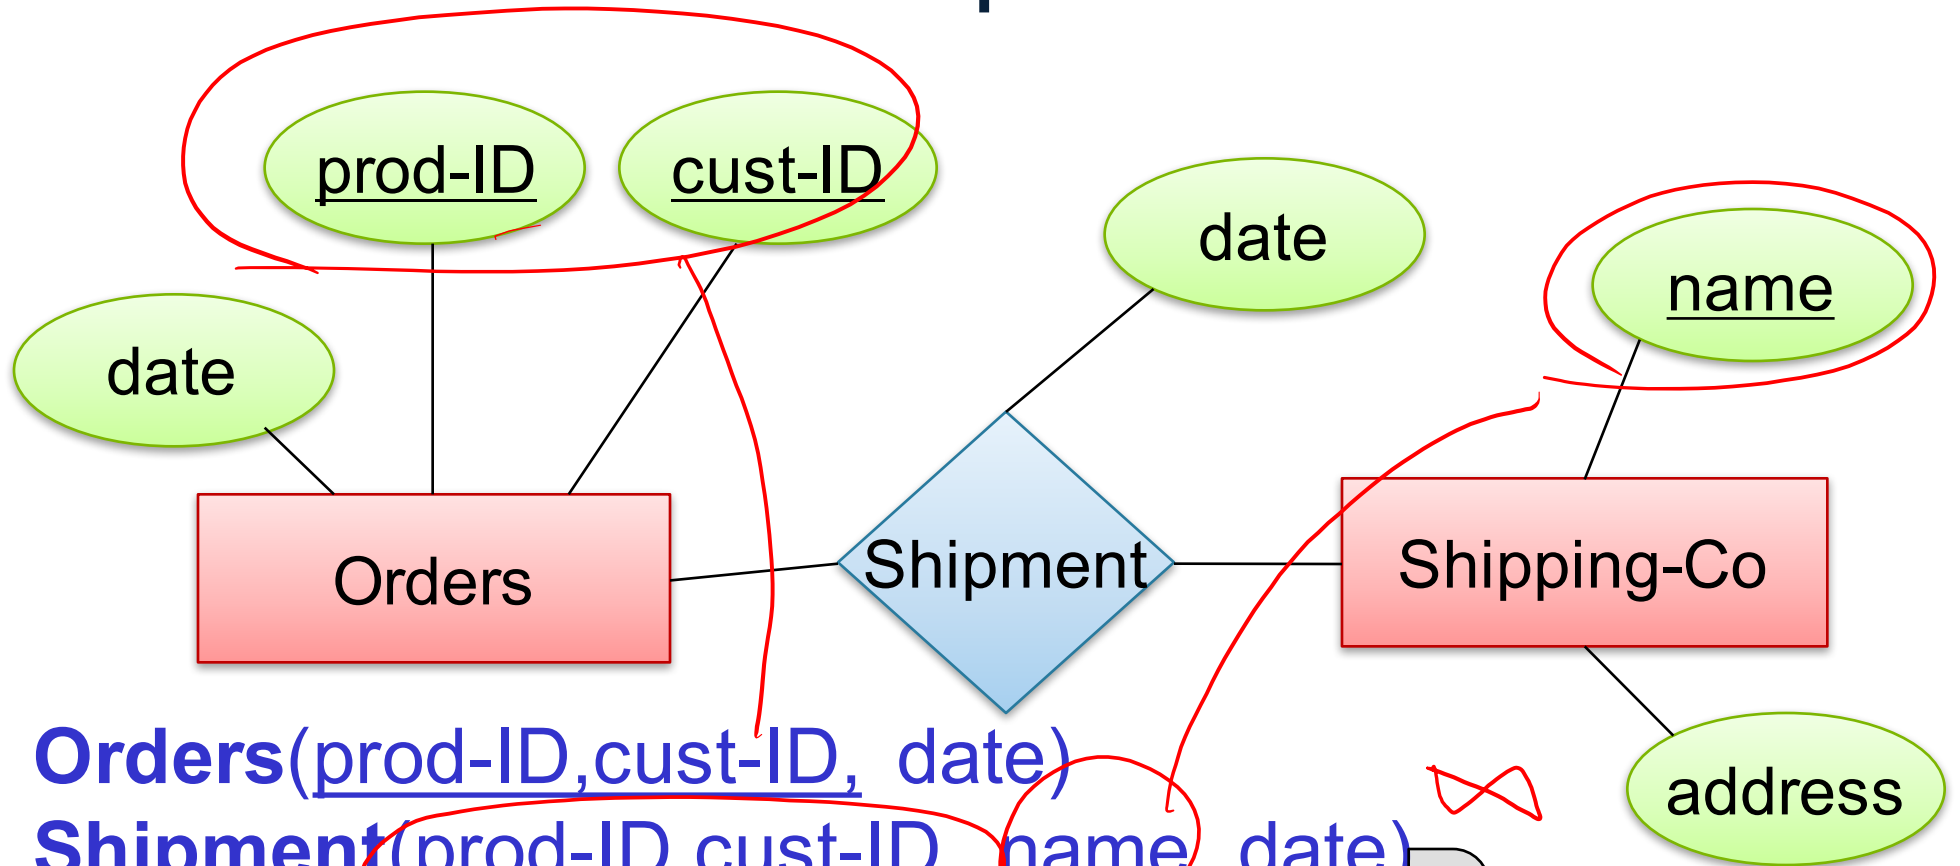 prod-ID
cust-ID
date
name
date
Orders
Shipment
Shipping-Co
address
Orders(prod-ID,cust-ID, date)
Shipment(prod-ID,cust-ID, name, date)